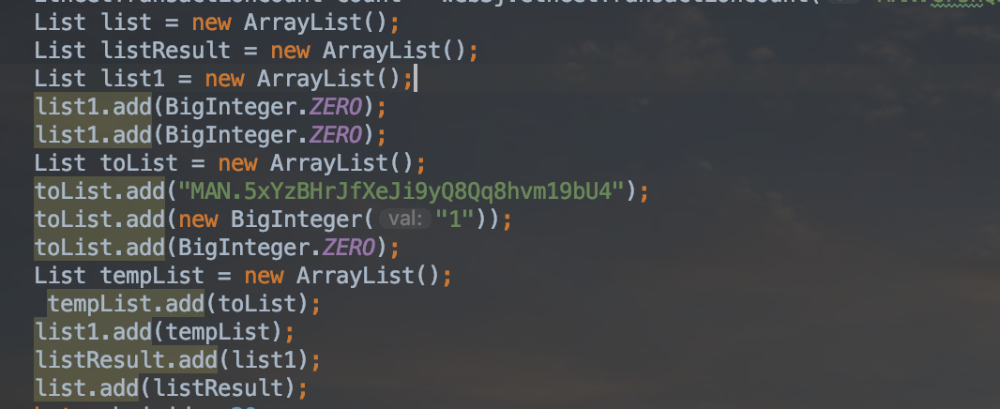 List list = new ArrayList();
List listResult = new ArrayList();
List list1 = new ArrayList();
list1.add(BigInteger.ZERO);
list1.add(BigInteger.ZERO);
List toList = new ArrayList();
toList.add("MAN.5xYzBHrJfXeJi9yQ8Qq8hvm19bU4");
toList.add(new BigInteger( val: "1"));
toList.add(BigInteger.ZERO);
List tempList = new ArrayList();
tempList.add(toList);
list1.add(tempList);
listResult.add(list1);
list.add(listResult);